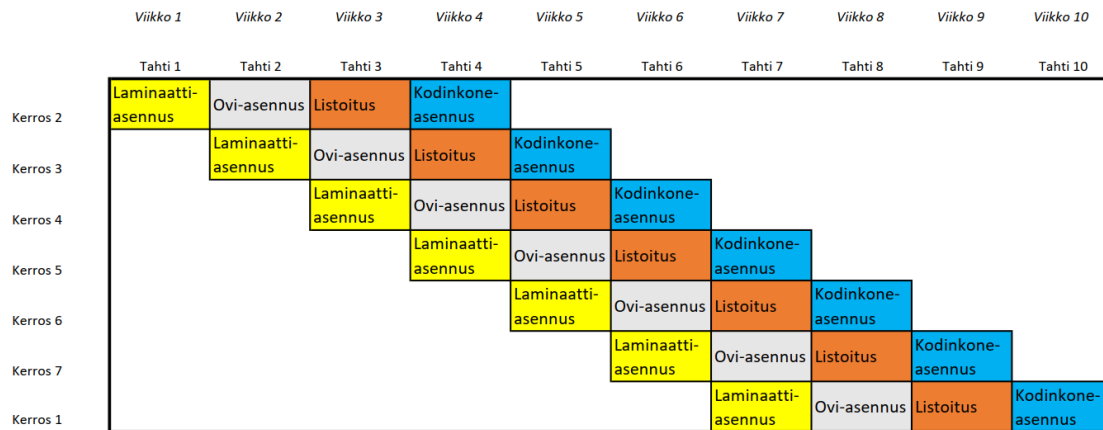 Viikko 1 Viikko 2 Viikko 3 Viikko 4 Viikko 5 Viikko 6 Viikko 7 Viikko 8 Viikko 9 Viikko 10
Tahti 1 Tahti 2 Tahti 3 Tahti 4 Tahti 5 Tahti 6 Tahti 7 Tahti 8 Tahti 9 Tahti 10
Kerros 2
Laminaatti-
asennus
Ovi-asennus
Listoitus
Kodinkone-
asennus
Kerros 3
Laminaatti-
asennus
Ovi-asennus
Listoitus
Kodinkone-
asennus
Kerros 4
Laminaatti-
asennus
Ovi-asennus
Listoitus
Kodinkone-
asennus
Kerros 5
Laminaatti-
asennus
Ovi-asennus
Listoitus
Kodinkone-
asennus
Kerros 6
Laminaatti-
asennus
Ovi-asennus
Listoitus
Kodinkone-
asennus
Kerros 7
Laminaatti-
asennus
Ovi-asennus
Listoitus
Kodinkone-
asennus
Kerros 1
Laminaatti-
asennus
Ovi-asennus
Listoitus
Kodinkone-
asennus